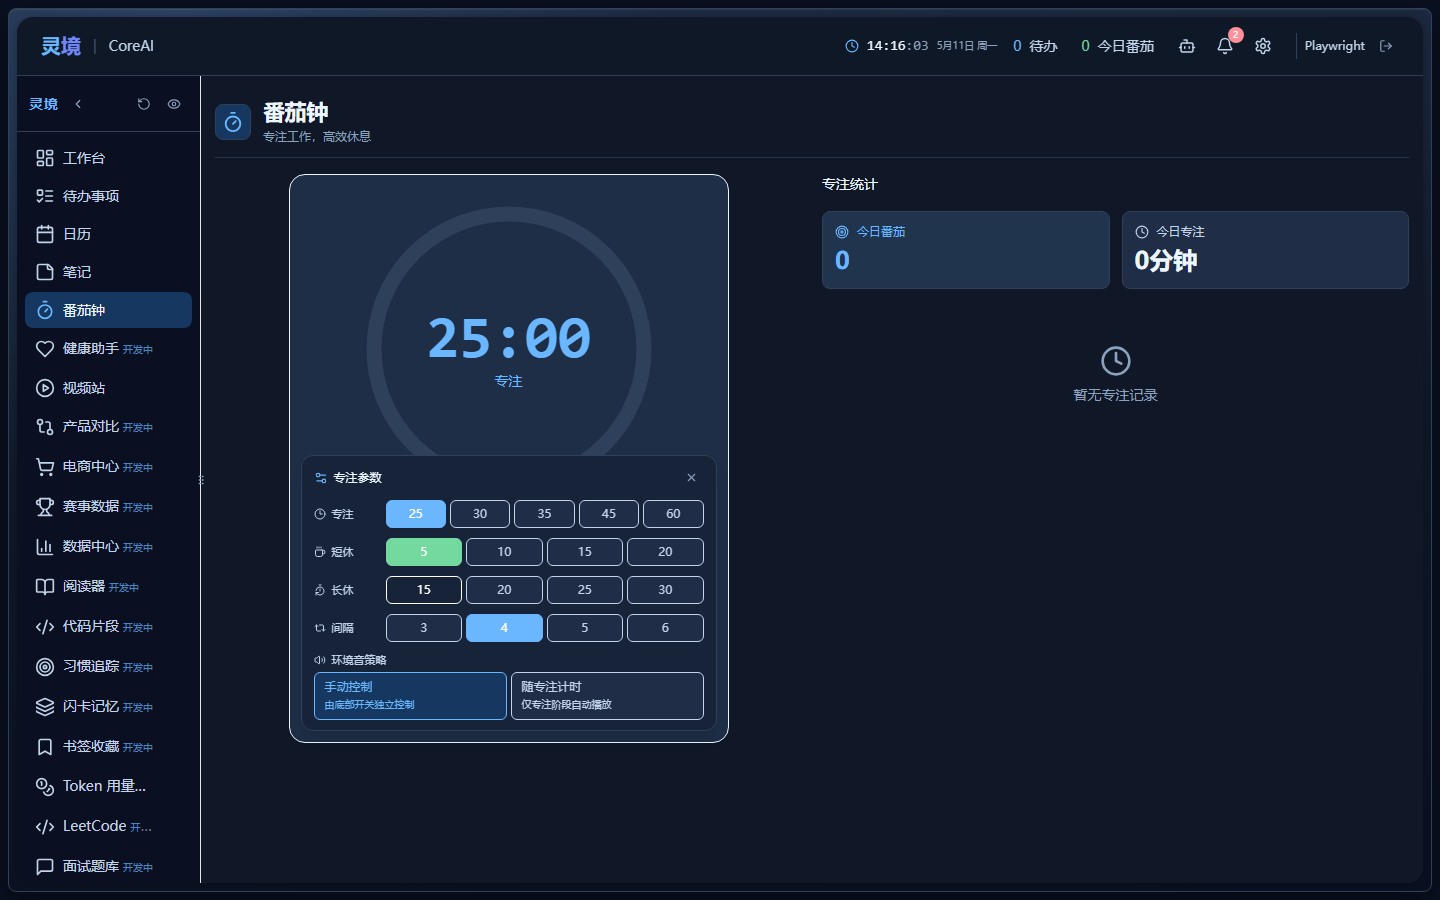 灵境 | CoreAI
14:16:03 5月11日 周一 0 待办 0 今日番茄 2 Playwright
灵境
工作台
待办事项
日历
笔记
番茄钟
健康助手 开发中
视频站
产品对比 开发中
电商中心 开发中
赛事数据 开发中
数据中心 开发中
阅读器 开发中
代码片段 开发中
习惯追踪 开发中
闪卡记忆 开发中
书签收藏 开发中
Token 用量...
LeetCode 开...
面试题库 开发中
番茄钟
专注工作，高效休息
25:00
专注
专注参数
专注 25 30 35 45 60
短休 5 10 15 20
长休 15 20 25 30
间隔 3 4 5 6
环境音策略
手动控制
由底部开关独立控制
随专注计时
仅专注阶段自动播放
专注统计
今日番茄
0
今日专注
0分钟
暂无专注记录